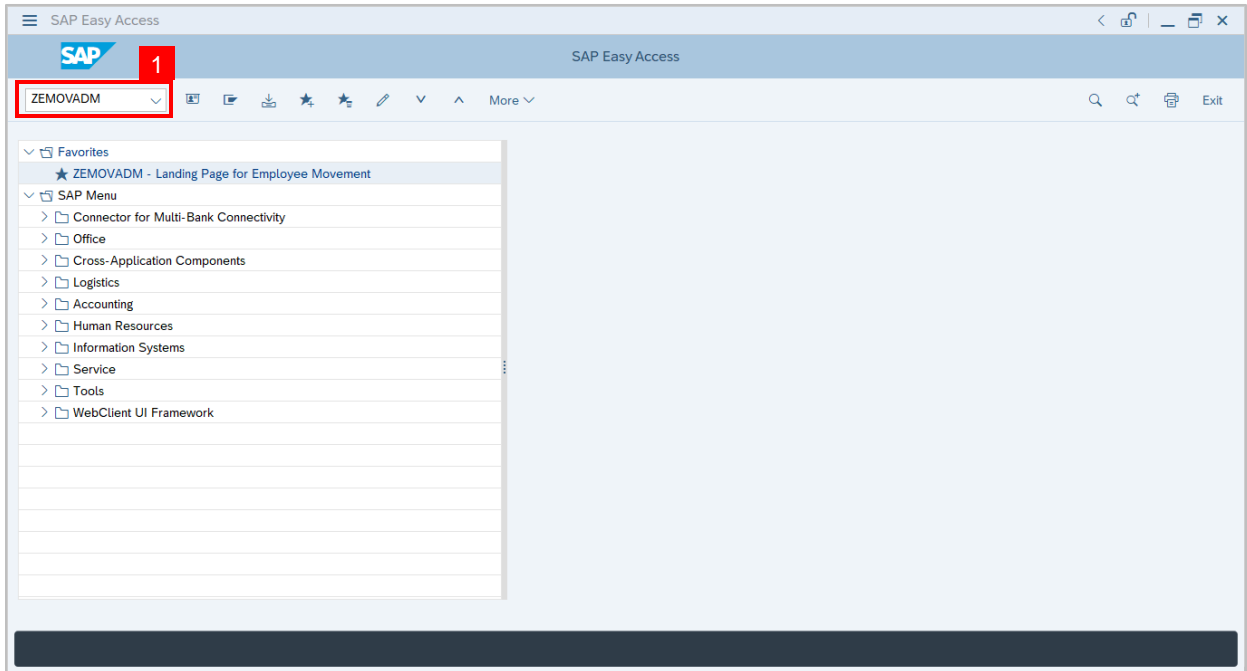 SAP Easy Access
SAP
SAP Easy Access
1
ZEMOVADM
More
Exit
Favorites
ZEMOVADM - Landing Page for Employee Movement
SAP Menu
Connector for Multi-Bank Connectivity
Office
Cross-Application Components
Logistics
Accounting
Human Resources
Information Systems
Service
Tools
WebClient UI Framework